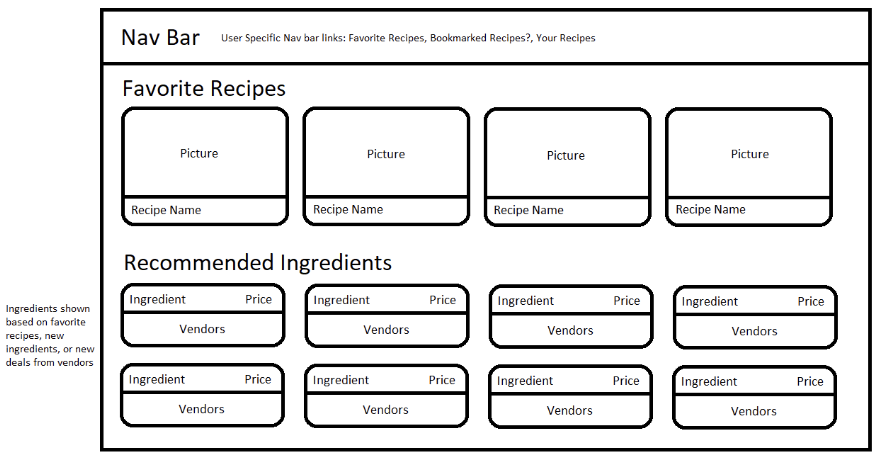 Nav Bar User Specific Nav bar links: Favorite Recipes, Bookmarked Recipes?, Your Recipes
Favorite Recipes
Picture Picture Picture Picture
Recipe Name Recipe Name Recipe Name Recipe Name
Recommended Ingredients
Ingredient Price Ingredient Price Ingredient Price Ingredient Price
Vendors Vendors Vendors Vendors
Ingredient Price Ingredient Price Ingredient Price Ingredient Price
Vendors Vendors Vendors Vendors
Ingredients shown
based on favorite
recipes, new
ingredients, or new
deals from vendors